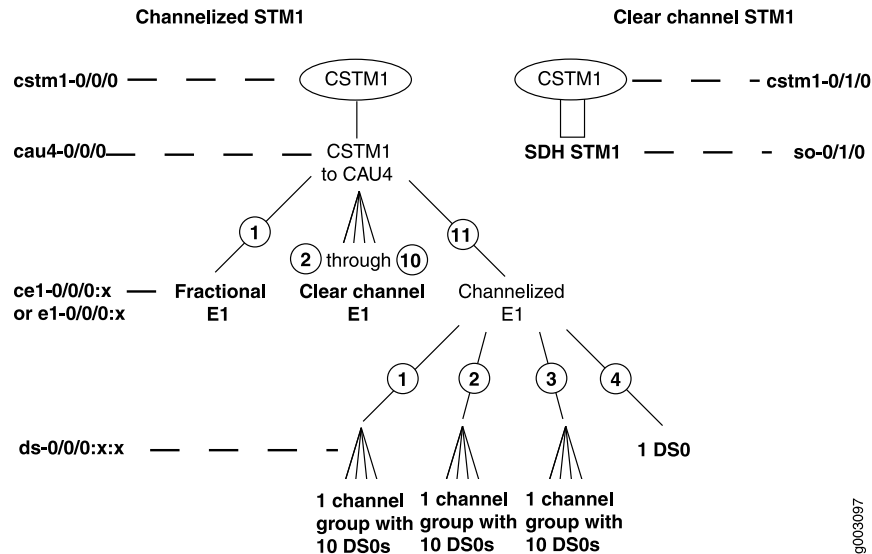 Channelized STM1
Clear channel STM1
cstm1-0/0/0
CSTM1
CSTM1
cstm1-0/1/0
cau4-0/0/0
CSTM1
to CAU4
SDH STM1
so-0/1/0
1
11
2 through 10
ce1-0/0/0:x
or e1-0/0/0:x
Fractional
E1
Clear channel
E1
Channelized
E1
1
2
3
4
ds-0/0/0:x:x
1 DS0
1 channel
group with
10 DS0s
1 channel
group with
10 DS0s
1 channel
group with
10 DS0s
g003097